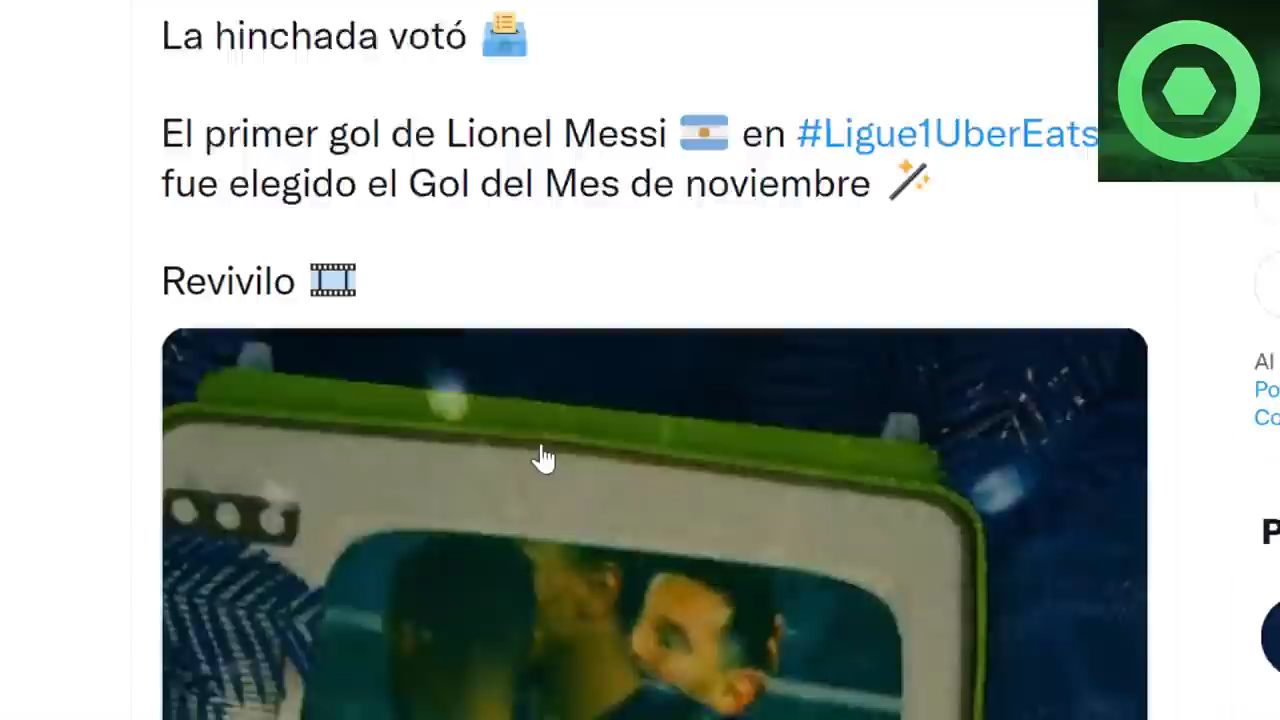 La hinchada votó
El primer gol de Lionel Messi en #Ligue1UberEats
fue elegido el Gol del Mes de noviembre
Revivilo
Al
Po
Co
P